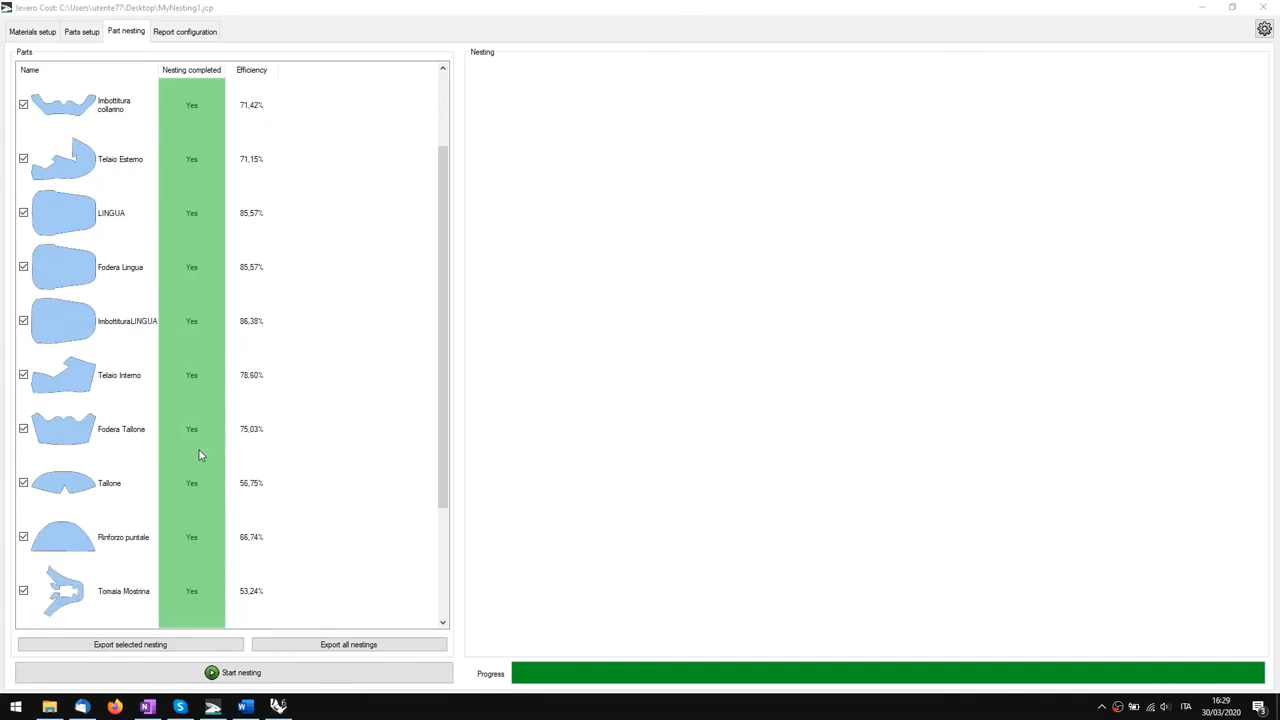 Jevero Cost: C:\Users\utente77\Desktop\MyNesting1.jcp
Materials setup
Parts setup
Part nesting
Report configuration
Parts
Nesting
Name
Nesting completed
Efficiency
Imbottitura
collarino
Yes
71,42%
Telaio Esterno
Yes
71,15%
LINGUA
Yes
85,57%
Fodera Lingua
Yes
85,57%
ImbottituraLINGUA
Yes
86,38%
Telaio Interno
Yes
78,60%
Fodera Tallone
Yes
75,03%
Tallone
Yes
56,75%
Rinforzo puntale
Yes
66,74%
Tomaia Mostrina
Yes
53,24%
Export selected nesting
Export all nestings
Start nesting
Progress
ITA
16:29
30/03/2020
3